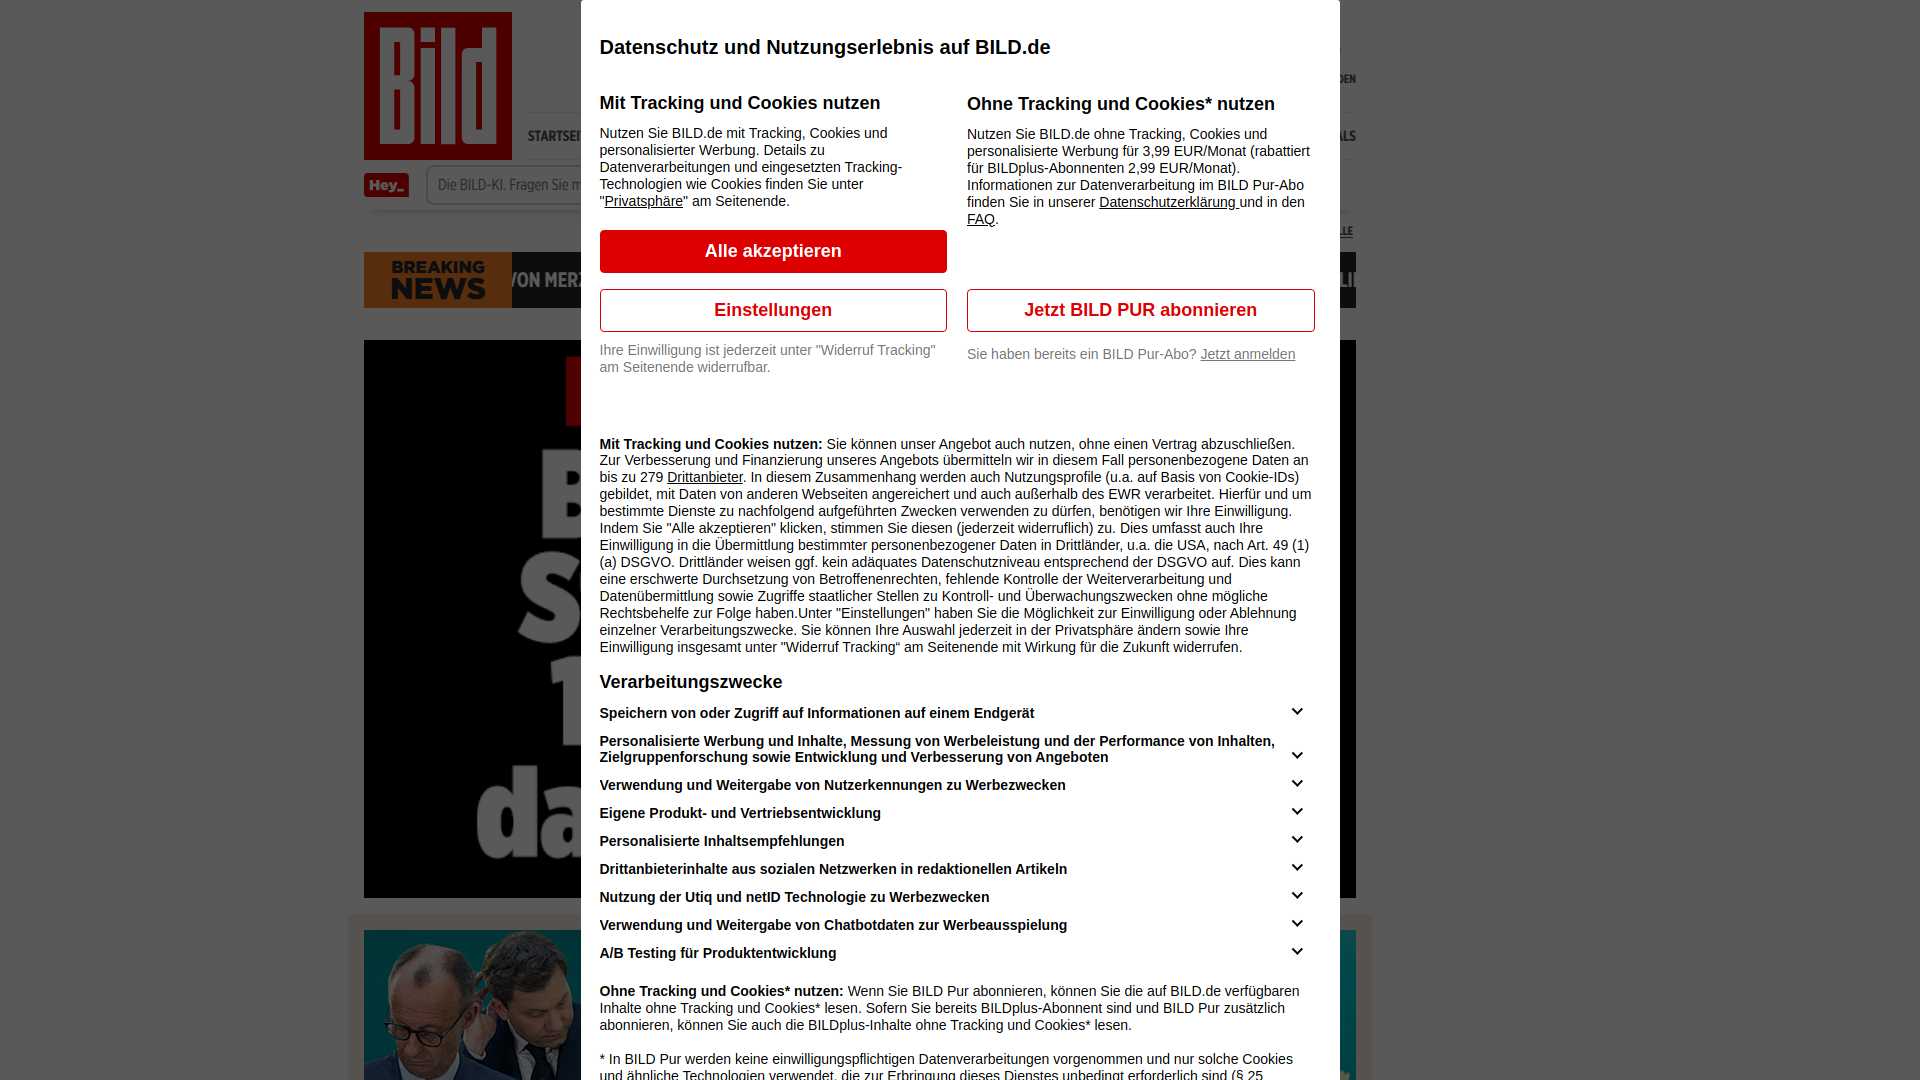 Bild
STARTSEI
Hey_
Die BILD-KI. Fragen Sie m
BREAKING
NEWS
VON MERZ
Datenschutz und Nutzungserlebnis auf BILD.de
Mit Tracking und Cookies nutzen
Nutzen Sie BILD.de mit Tracking, Cookies und
personalisierter Werbung. Details zu
Datenverarbeitungen und eingesetzten Tracking-
Technologien wie Cookies finden Sie unter
"Privatsphäre" am Seitenende.
Alle akzeptieren
Einstellungen
Ihre Einwilligung ist jederzeit unter "Widerruf Tracking"
am Seitenende widerrufbar.
Ohne Tracking und Cookies* nutzen
Nutzen Sie BILD.de ohne Tracking, Cookies und
personalisierte Werbung für 3,99 EUR/Monat (rabattiert
für BILDplus-Abonnenten 2,99 EUR/Monat).
Informationen zur Datenverarbeitung im BILD Pur-Abo
finden Sie in unserer Datenschutzerklärung und in den
FAQ.
Jetzt BILD PUR abonnieren
Sie haben bereits ein BILD Pur-Abo? Jetzt anmelden
Mit Tracking und Cookies nutzen: Sie können unser Angebot auch nutzen, ohne einen Vertrag abzuschließen.
Zur Verbesserung und Finanzierung unseres Angebots übermitteln wir in diesem Fall personenbezogene Daten an
bis zu 279 Drittanbieter. In diesem Zusammenhang werden auch Nutzungsprofile (u.a. auf Basis von Cookie-IDs)
gebildet, mit Daten von anderen Webseiten angereichert und auch außerhalb des EWR verarbeitet. Hierfür und um
bestimmte Dienste zu nachfolgend aufgeführten Zwecken verwenden zu dürfen, benötigen wir Ihre Einwilligung.
Indem Sie "Alle akzeptieren" klicken, stimmen Sie diesen (jederzeit widerruflich) zu. Dies umfasst auch Ihre
Einwilligung in die Übermittlung bestimmter personenbezogener Daten in Drittländer, u.a. die USA, nach Art. 49 (1)
(a) DSGVO. Drittländer weisen ggf. kein adäquates Datenschutzniveau entsprechend der DSGVO auf. Dies kann
eine erschwerte Durchsetzung von Betroffenenrechten, fehlende Kontrolle der Weiterverarbeitung und
Datenübermittlung sowie Zugriffe staatlicher Stellen zu Kontroll- und Überwachungszwecken ohne mögliche
Rechtsbehelfe zur Folge haben.Unter "Einstellungen" haben Sie die Möglichkeit zur Einwilligung oder Ablehnung
einzelner Verarbeitungszwecke. Sie können Ihre Auswahl jederzeit in der Privatsphäre ändern sowie Ihre
Einwilligung insgesamt unter "Widerruf Tracking“ am Seitenende mit Wirkung für die Zukunft widerrufen.
Verarbeitungszwecke
Speichern von oder Zugriff auf Informationen auf einem Endgerät
Personalisierte Werbung und Inhalte, Messung von Werbeleistung und der Performance von Inhalten,
Zielgruppenforschung sowie Entwicklung und Verbesserung von Angeboten
Verwendung und Weitergabe von Nutzerkennungen zu Werbezwecken
Eigene Produkt- und Vertriebsentwicklung
Personalisierte Inhaltsempfehlungen
Drittanbieterinhalte aus sozialen Netzwerken in redaktionellen Artikeln
Nutzung der Utiq und netID Technologie zu Werbezwecken
Verwendung und Weitergabe von Chatbotdaten zur Werbeausspielung
A/B Testing für Produktentwicklung
Ohne Tracking und Cookies* nutzen: Wenn Sie BILD Pur abonnieren, können Sie die auf BILD.de verfügbaren
Inhalte ohne Tracking und Cookies* lesen. Sofern Sie bereits BILDplus-Abonnent sind und BILD Pur zusätzlich
abonnieren, können Sie auch die BILDplus-Inhalte ohne Tracking und Cookies* lesen.
* In BILD Pur werden keine einwilligungspflichtigen Datenverarbeitungen vorgenommen und nur solche Cookies
und ähnliche Technologien verwendet, die zur Erbringung dieses Dienstes unbedingt erforderlich sind (§ 25